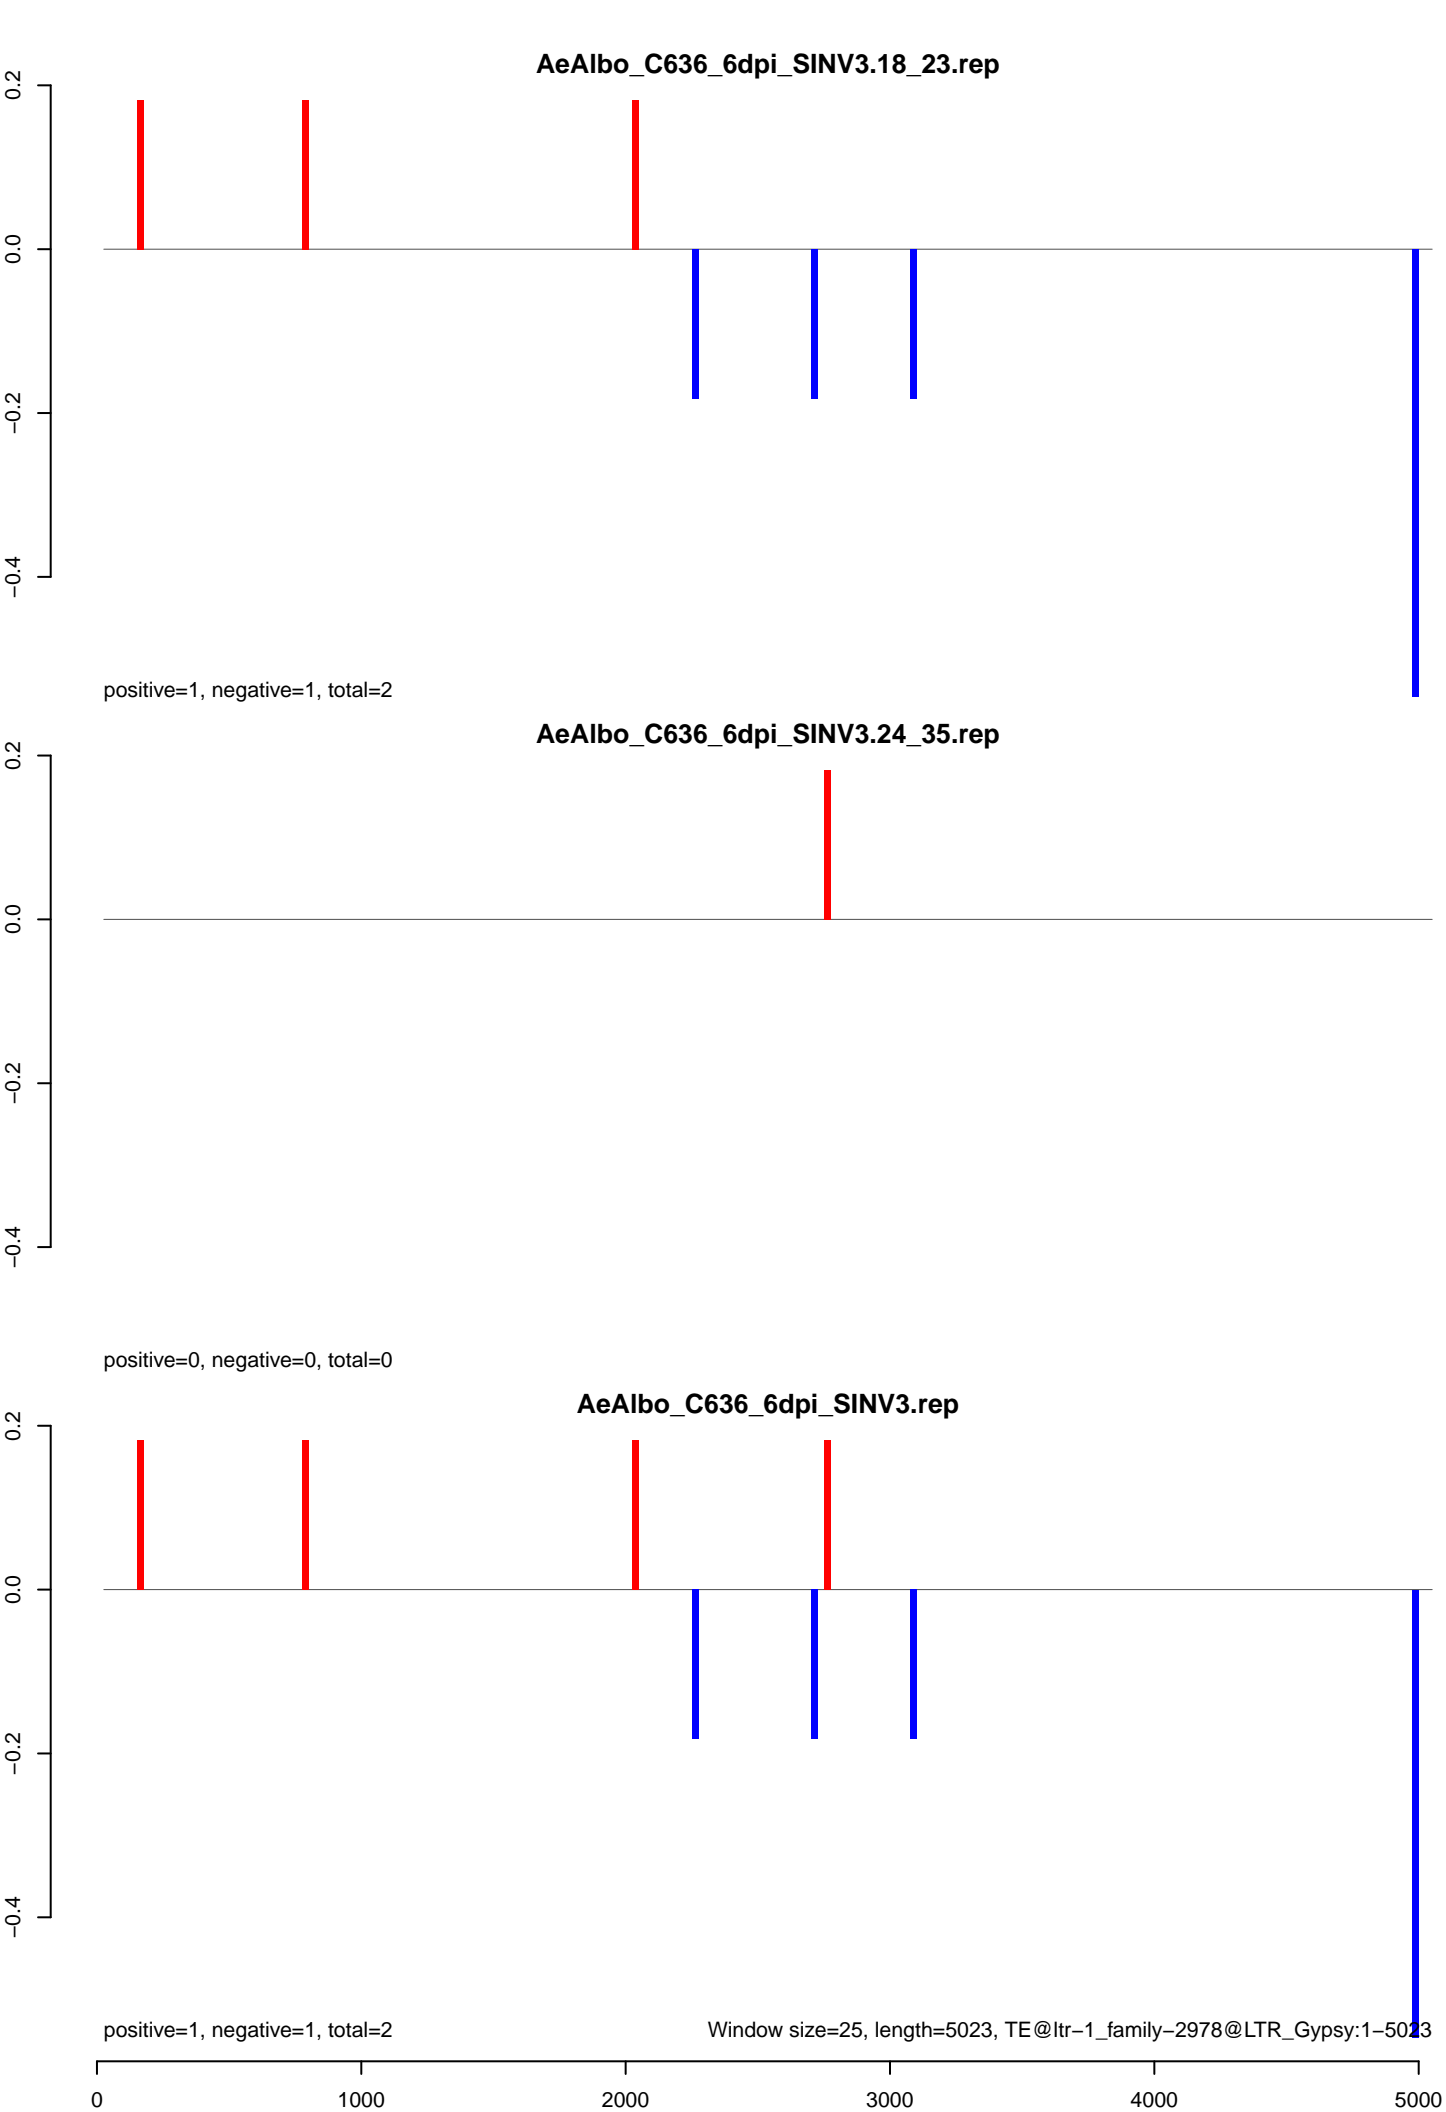 AeAlbo_C636_6dpi_SINV3.18_23.rep
0.2
0.0
−0.2
−0.4
positive=1, negative=1, total=2
AeAlbo_C636_6dpi_SINV3.24_35.rep
0.2
0.0
−0.2
−0.4
positive=0, negative=0, total=0
AeAlbo_C636_6dpi_SINV3.rep
0.2
0.0
−0.2
−0.4
positive=1, negative=1, total=2
Window size=25, length=5023, TE@ltr−1_family−2978@LTR_Gypsy:1−5023
0 1000 2000 3000 4000 5000